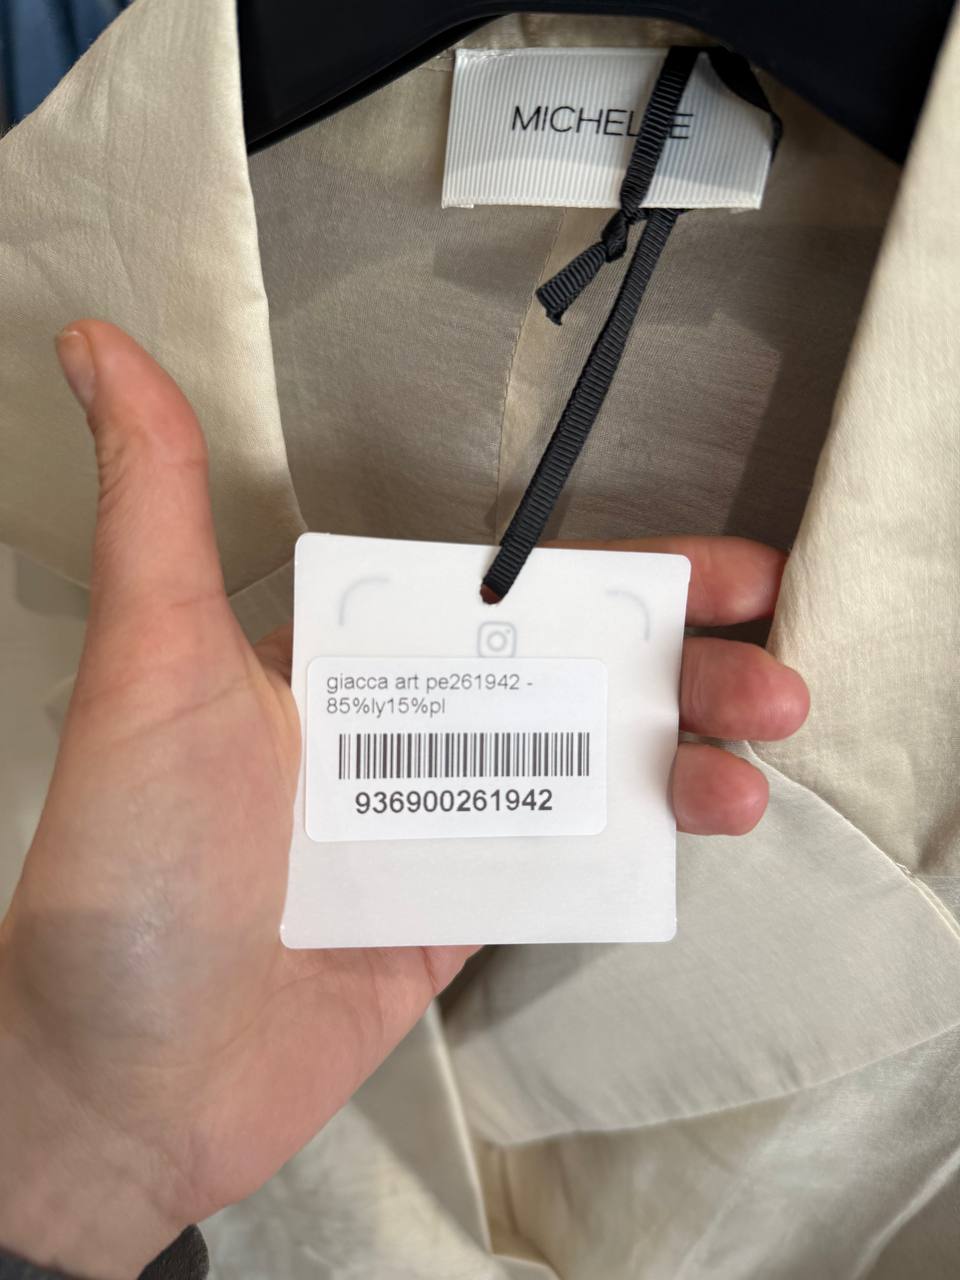 giacca art pe261942 -
85%ly15%pl
936900261942